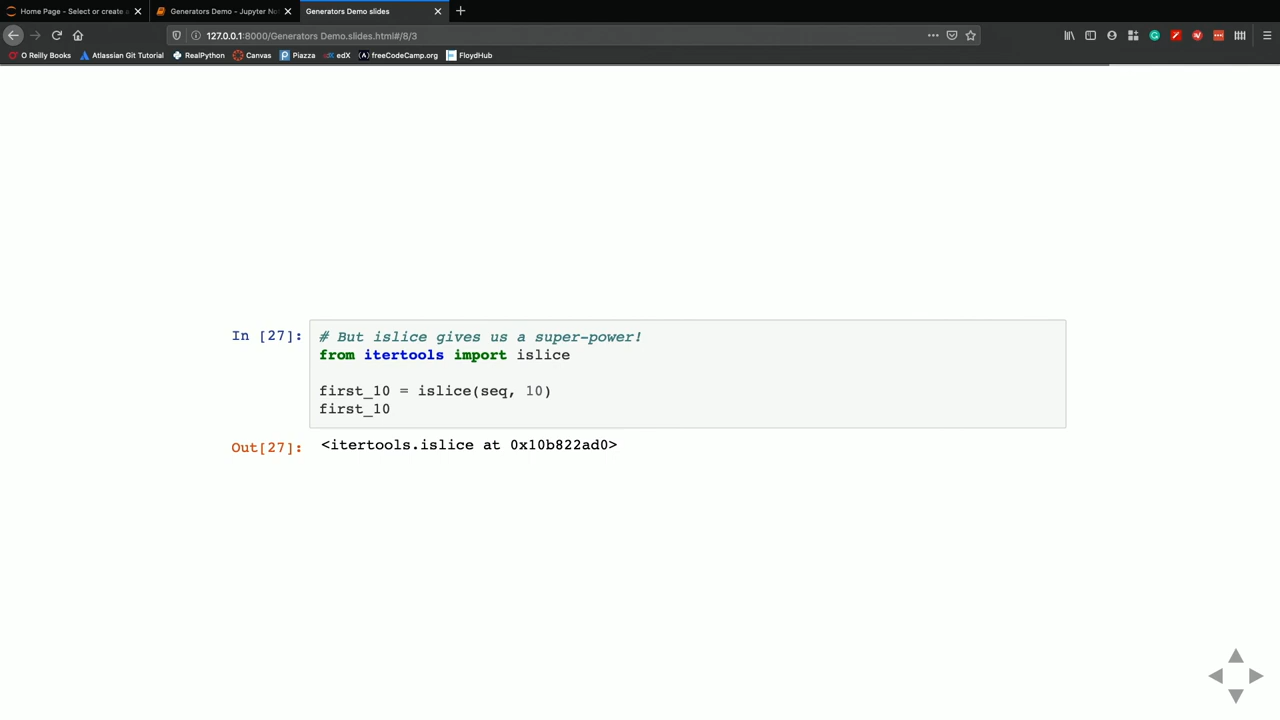 Home Page - Select or create a
Generators Demo - Jupyter No
Generators Demo slides
127.0.0.1:8000/Generators Demo.slides.html#/8/3
O Reilly Books
Atlassian Git Tutorial
RealPython
Canvas
Piazza
edX
freeCodeCamp.org
FloydHub
In [27]:
# But islice gives us a super-power!
from itertools import islice
first_10 = islice(seq, 10)
first_10
Out[27]:
<itertools.islice at 0x10b822ad0>